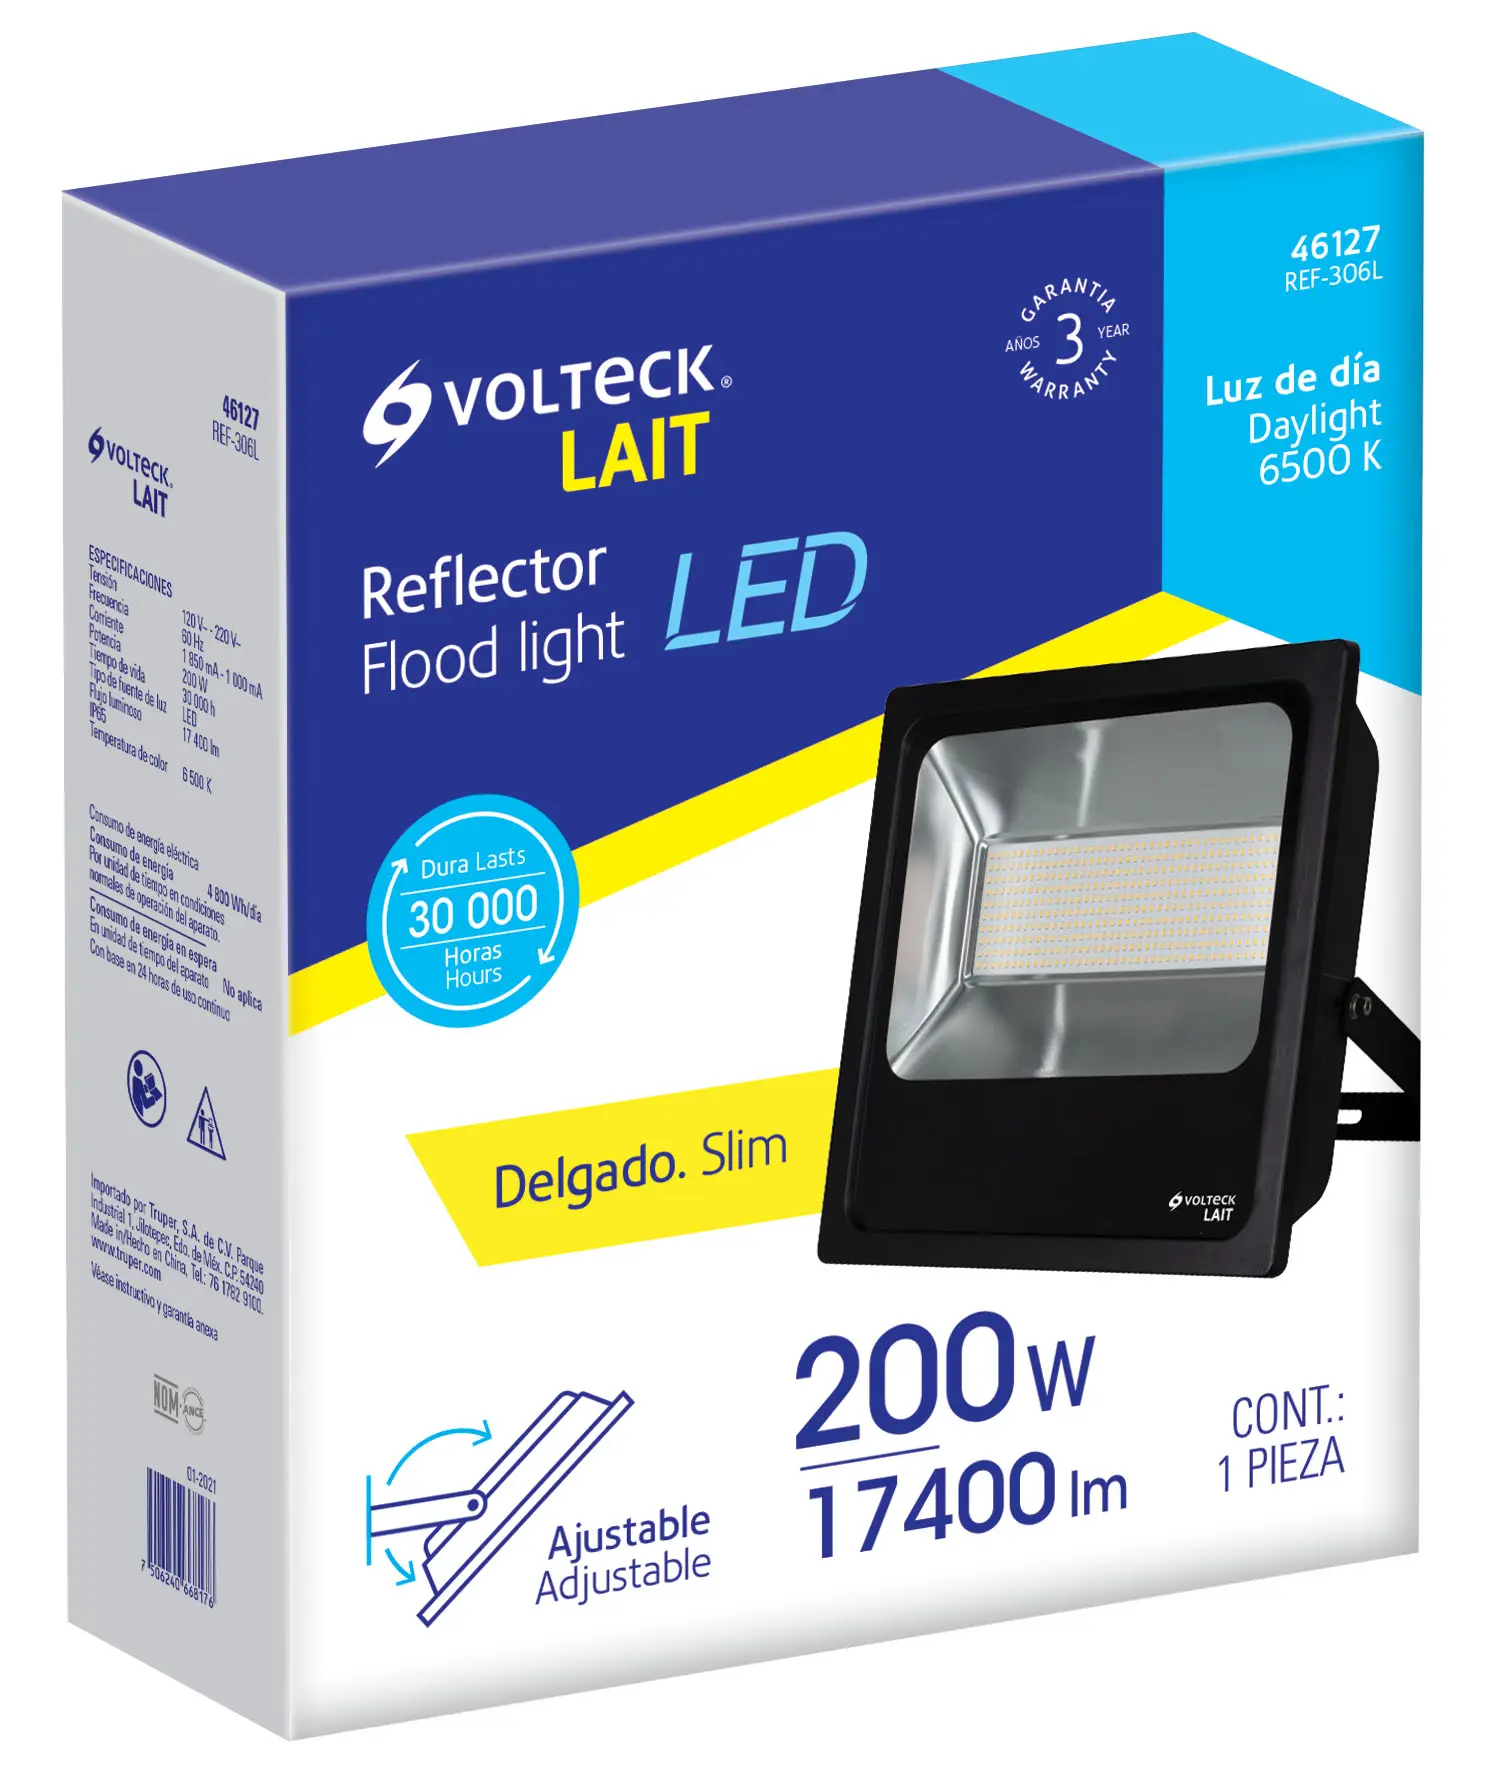 VOLTECK®
LAIT
Reflector
Flood light
LED
GARANTIA
AÑOS 3 YEAR
WARRANTY
46127
REF-306L
Luz de día
Daylight
6500 K
Dura Lasts
30 000
Horas
Hours
Delgado. Slim
VOLTECK
LAIT
Ajustable
Adjustable
200 W
17400 lm
CONT.:
1 PIEZA
46127
REF-306L
VOLTECK®
LAIT
ESPECIFICACIONES
Tensión 120 V~ - 220 V~
Frecuencia 60 Hz
Corriente 1 850 mA - 1 000 mA
Potencia 200 W
Tiempo de vida 30 000 h
Tipo de fuente de luz LED
Flujo luminoso 17 400 lm
IP65
Temperatura de color 6 500 K
Consumo de energía eléctrica
Consumo de energía 4 800 Wh/día
Por unidad de tiempo en condiciones
normales de operación del aparato.
Consumo de energía en espera
En unidad de tiempo del aparato No aplica
Con base en 24 horas de uso continuo
Importado por Truper, S.A. de C.V. Parque
Industrial 1, Jilotepec, Edo. de Méx. C.P. 54240
Made in/Hecho en China, Tel.: 76 1782 9100.
www.truper.com
Véase instructivo y garantía anexa
NOM ANCE
01-2021
7 506240 668176